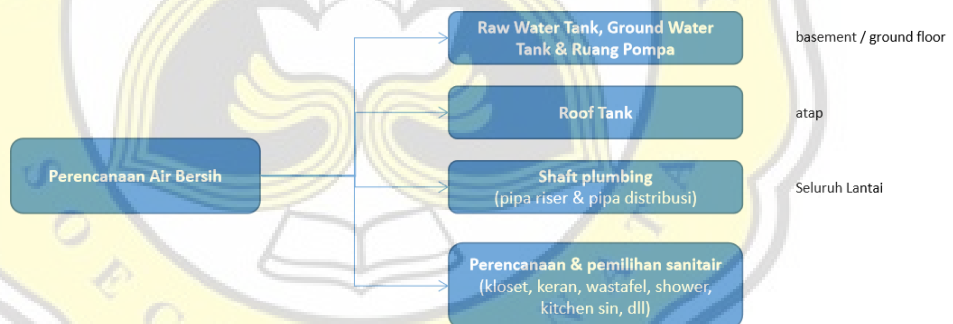 Raw Water Tank, Ground Water
Tank & Ruang Pompa
basement / ground floor
Roof Tank
atap
Perencanaan Air Bersih
Shaft plumbing
(pipa riser & pipa distribusi)
Seluruh Lantai
Perencanaan & pemilihan sanitair
(kloset, keran, wastafel, shower,
kitchen sin, dll)
S O E G
A T A